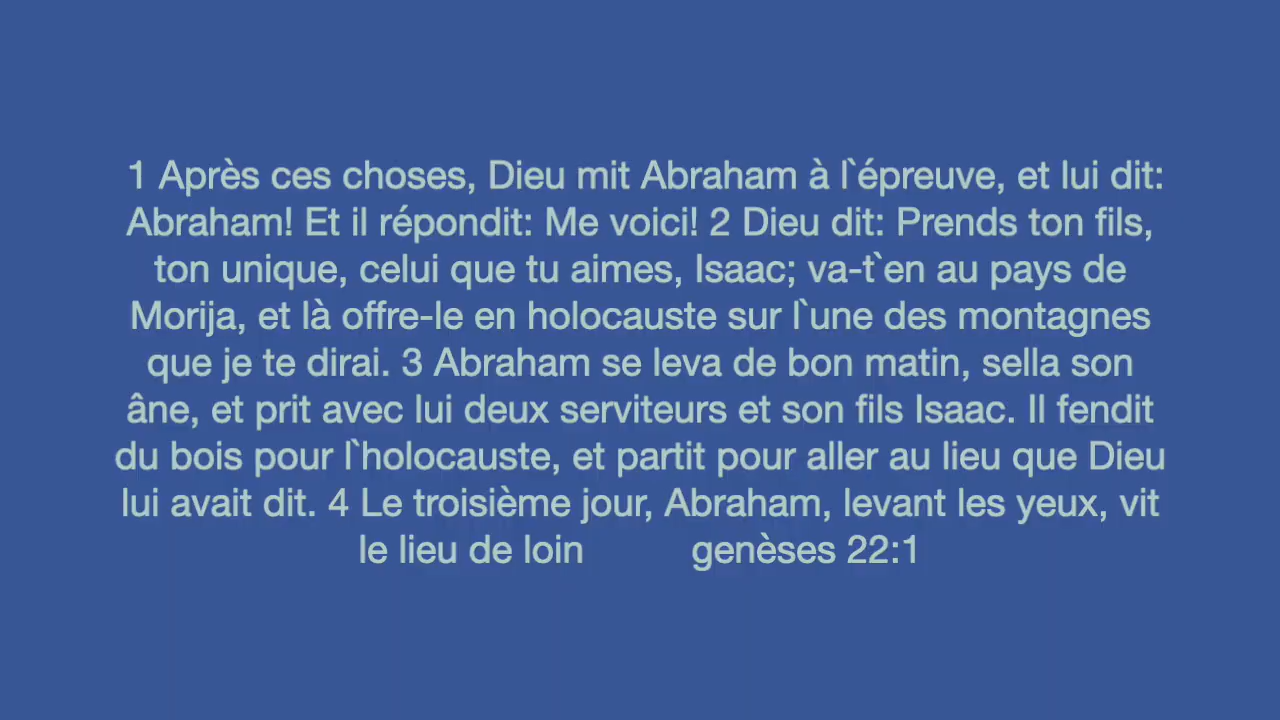 1 Après ces choses, Dieu mit Abraham à l`épreuve, et lui dit:
Abraham! Et il répondit: Me voici! 2 Dieu dit: Prends ton fils,
ton unique, celui que tu aimes, Isaac; va-t`en au pays de
Morija, et là offre-le en holocauste sur l`une des montagnes
que je te dirai. 3 Abraham se leva de bon matin, sella son
âne, et prit avec lui deux serviteurs et son fils Isaac. Il fendit
du bois pour l`holocauste, et partit pour aller au lieu que Dieu
lui avait dit. 4 Le troisième jour, Abraham, levant les yeux, vit
le lieu de loin genèses 22:1